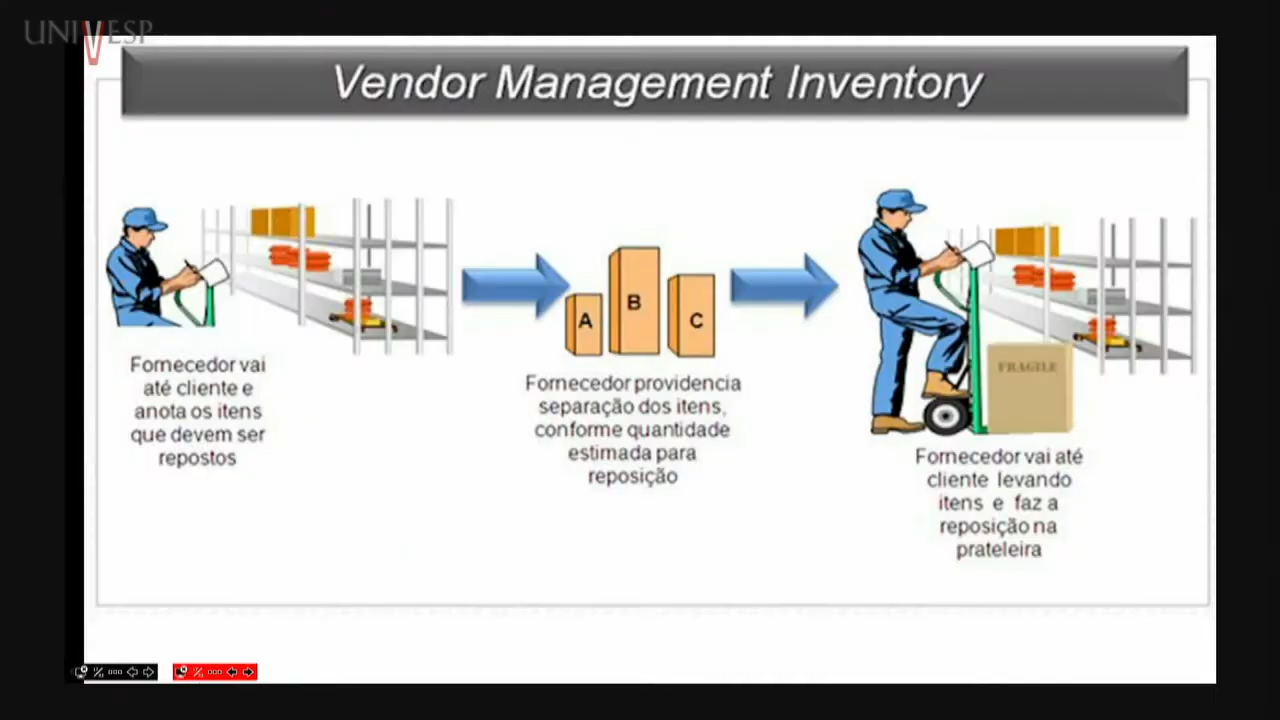 UNIVESP
Vendor Management Inventory
Fornecedor vai
até cliente e
anota os itens
que devem ser
repostos
A
B
C
Fornecedor providencia
separação dos itens,
conforme quantidade
estimada para
reposição
FRAGILE
Fornecedor vai até
cliente levando
itens e faz a
reposição na
prateleira